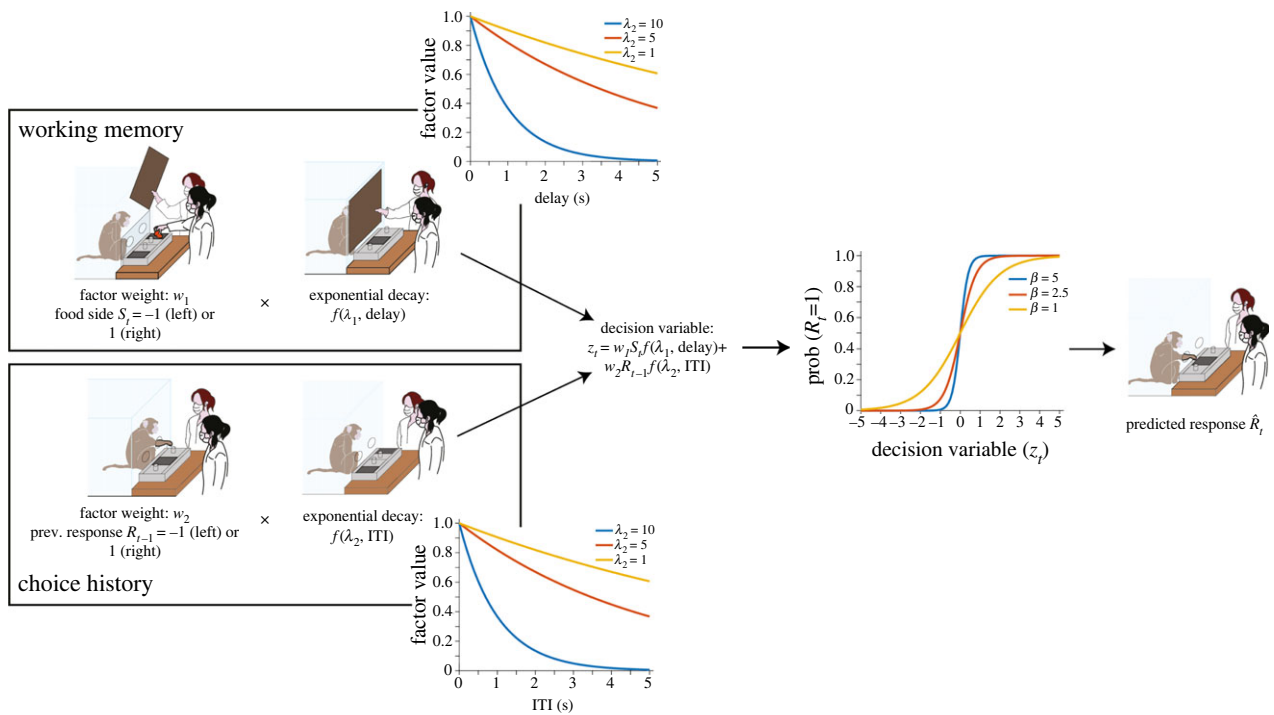 working memory
factor weight: w1
food side St = −1 (left) or
1 (right)
×
exponential decay:
f(λ1, delay)
factor value
1.0
0.8
0.6
0.4
0.2
0
0 1 2 3 4 5
delay (s)
λ2 = 10
λ2 = 5
λ2 = 1
choice history
factor weight: w2
prev. response Rt−1 = −1 (left) or
1 (right)
×
exponential decay:
f(λ2, ITI)
factor value
1.0
0.8
0.6
0.4
0.2
0
0 1 2 3 4 5
ITI (s)
λ2 = 10
λ2 = 5
λ2 = 1
decision variable:
zt = w1St f(λ1, delay)+
w2Rt−1 f(λ2, ITI)
prob (Rt=1)
1.0
0.8
0.6
0.4
0.2
0
−5 −4 −3 −2 −1 0 1 2 3 4 5
decision variable (zt)
β = 5
β = 2.5
β = 1
predicted response R̂t